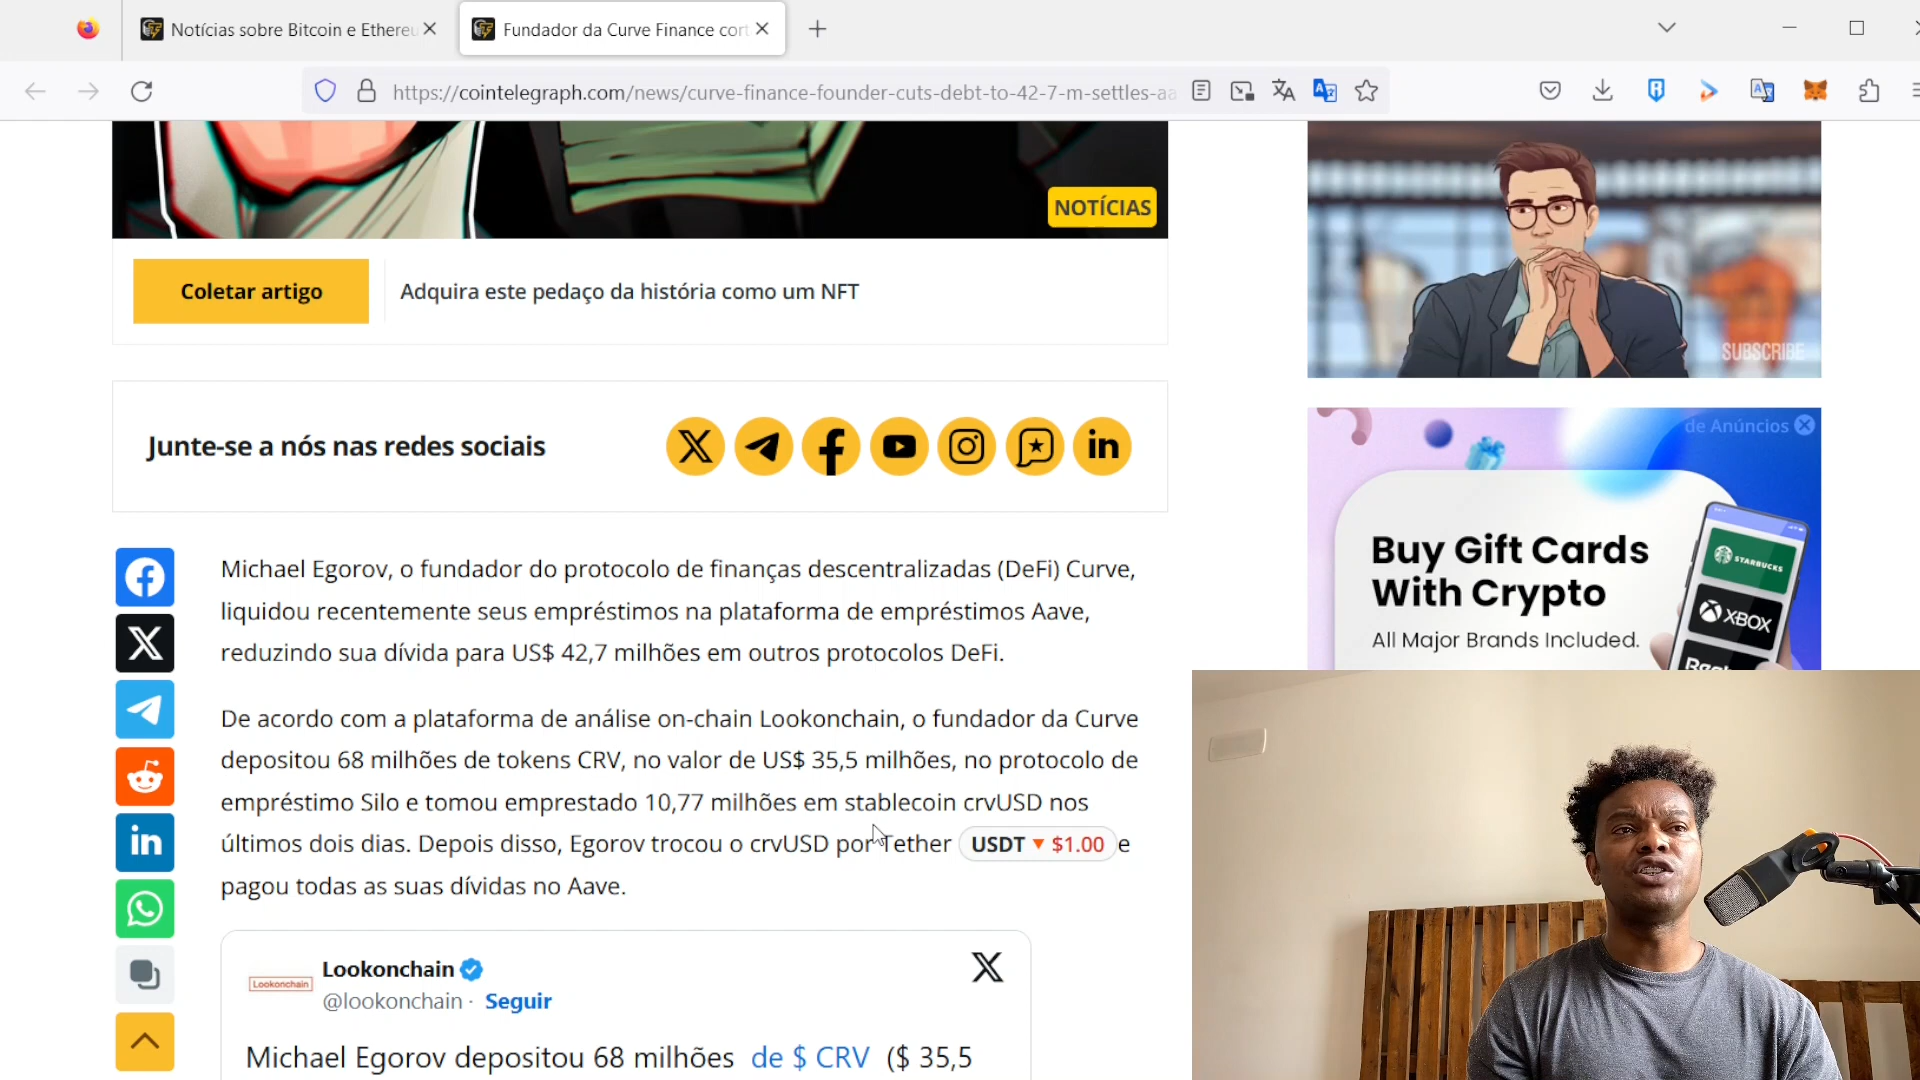 Notícias sobre Bitcoin e Ethereu
Fundador da Curve Finance cort
https://cointelegraph.com/news/curve-finance-founder-cuts-debt-to-42-7-m-settles-aa
NOTÍCIAS
Coletar artigo
Adquira este pedaço da história como um NFT
SUBSCRIBE
Junte-se a nós nas redes sociais
de Anúncios
Buy Gift Cards
With Crypto
All Major Brands Included.
STARBUCKS
XBOX
Michael Egorov, o fundador do protocolo de finanças descentralizadas (DeFi) Curve,
liquidou recentemente seus empréstimos na plataforma de empréstimos Aave,
reduzindo sua dívida para US$ 42,7 milhões em outros protocolos DeFi.
De acordo com a plataforma de análise on-chain Lookonchain, o fundador da Curve
depositou 68 milhões de tokens CRV, no valor de US$ 35,5 milhões, no protocolo de
empréstimo Silo e tomou emprestado 10,77 milhões em stablecoin crvUSD nos
últimos dois dias. Depois disso, Egorov trocou o crvUSD por Tether USDT ▼ $1.00 e
pagou todas as suas dívidas no Aave.
Lookonchain
Lookonchain
@lookonchain · Seguir
Michael Egorov depositou 68 milhões de $ CRV ($ 35,5